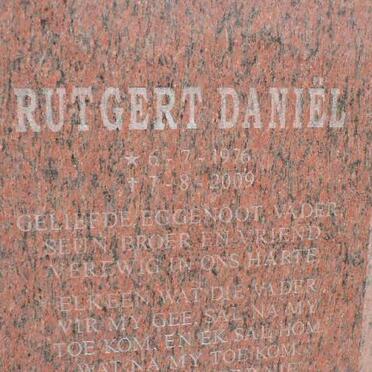 RUTGERT DANIËL
* 6 - 7 - 1976
† 7 - 8 - 2009
GELIEFDE EGGENOOT, VADER
SEUN, BROER EN VRIEND
VEREWIG IN ONS HARTE
ELKEEN WAT DIE VADER
VIR MY GEE, SAL NA MY
TOE KOM, EN EK SAL HOM
WAT NA MY TOE KOM,